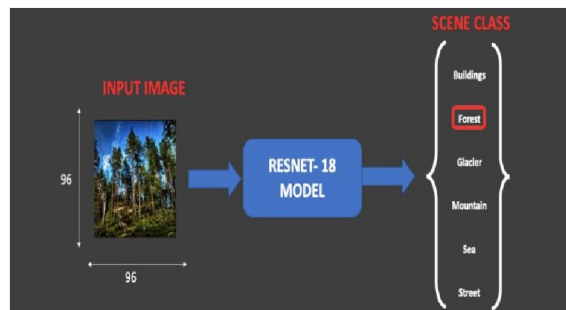 SCENE CLASS
INPUT IMAGE
96
96
RESNET- 18
MODEL
Buildings
Forest
Glacier
Mountain
Sea
Street